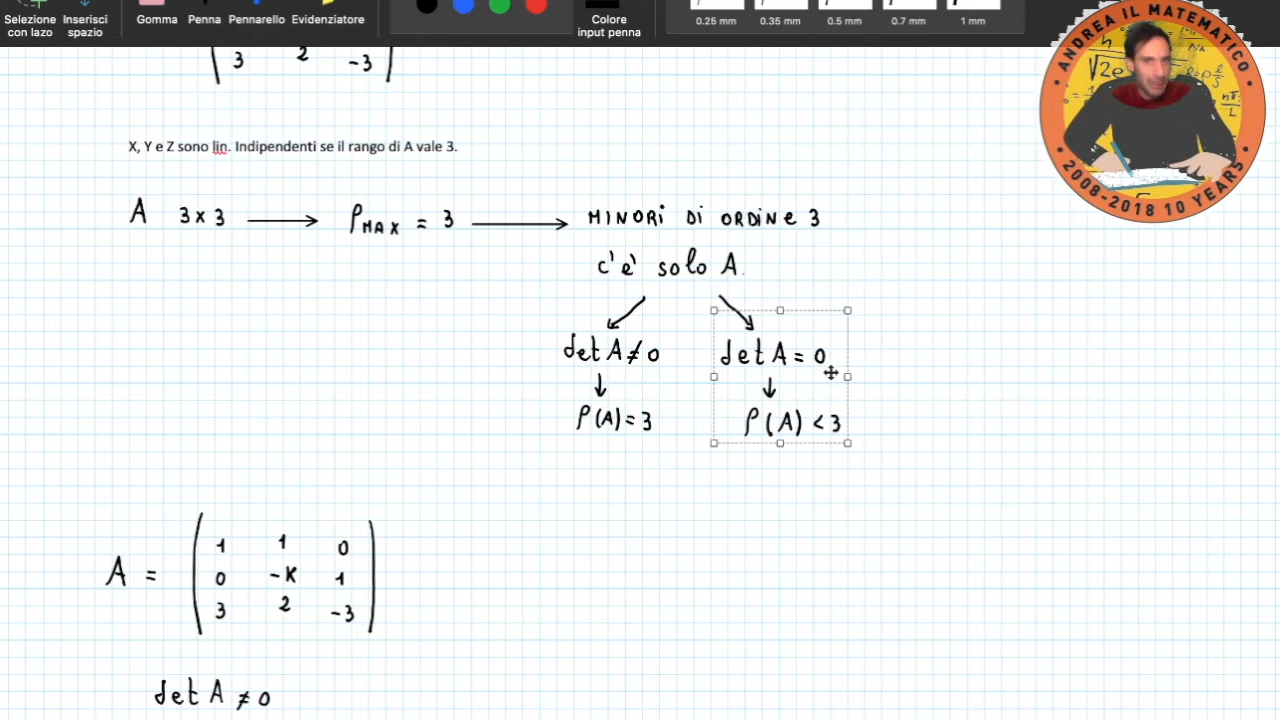 Selezione con lazo
Inserisci spazio
Gomma
Penna
Pennarello
Evidenziatore
Colore input penna
0.25 mm
0.35 mm
0.5 mm
0.7 mm
1 mm
ANDREA IL MATEMATICO
2008-2018 10 YEARS
3 2 -3
X, Y e Z sono lin. Indipendenti se il rango di A vale 3.
A 3x3 → ρMAX = 3 → MINORI DI ORDINE 3
c'è solo A.
det A ≠ 0 det A = 0
↓ ↓
ρ(A) = 3 ρ(A) < 3
1 1 0
A = 0 -K 1
3 2 -3
det A ≠ 0